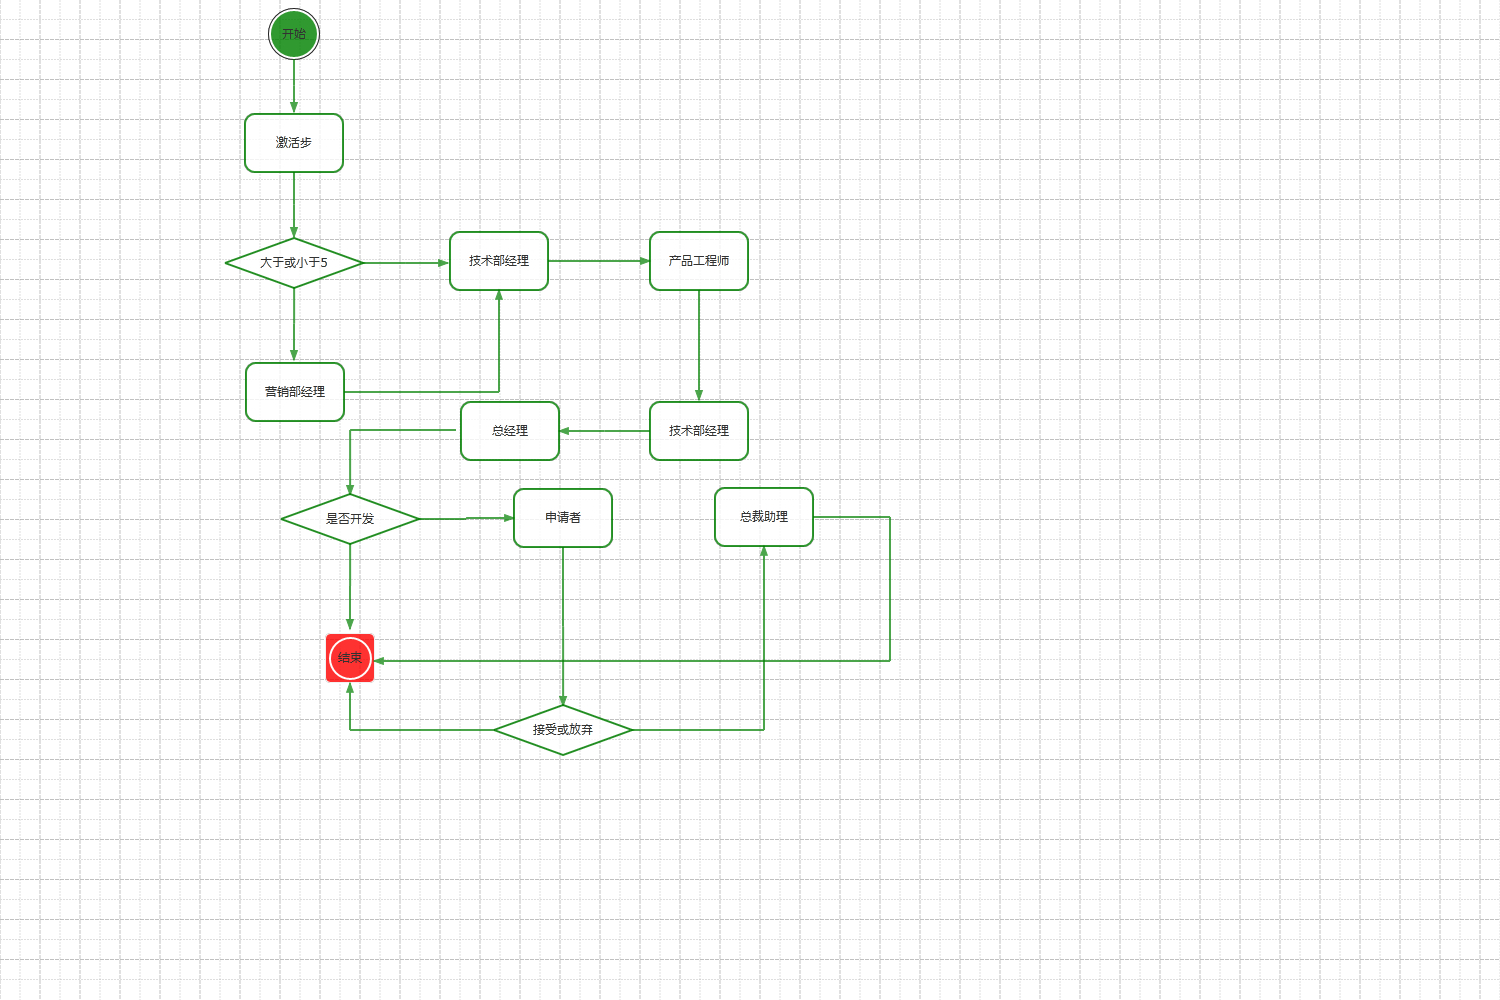 开始
激活步
大于或小于5
技术部经理
产品工程师
营销部经理
总经理
技术部经理
是否开发
申请者
总裁助理
结束
接受或放弃